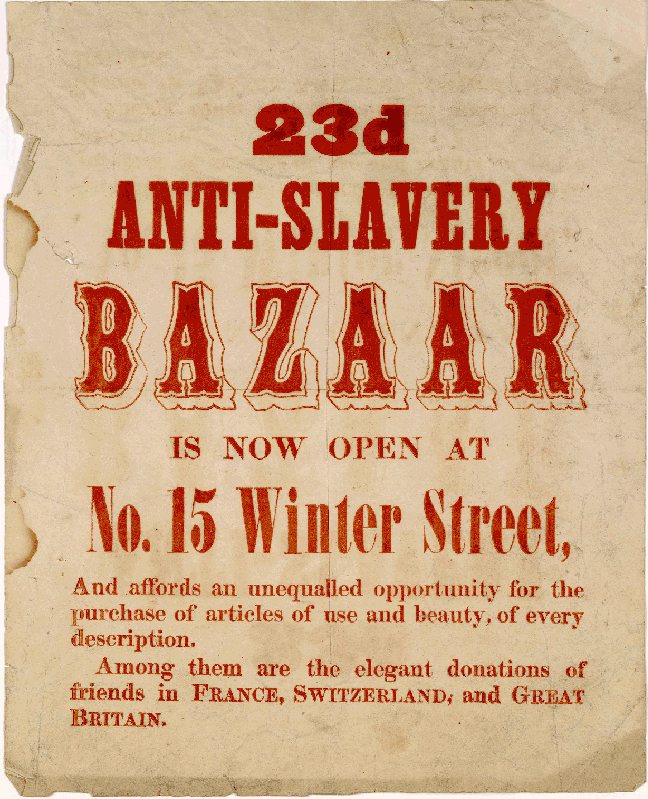 23d
ANTI-SLAVERY
BAZAAR
IS NOW OPEN AT
No. 15 Winter Street,
And affords an unequalled opportunity for the
purchase of articles of use and beauty, of every
description.
Among them are the elegant donations of
friends in FRANCE, SWITZERLAND, and GREAT
BRITAIN.